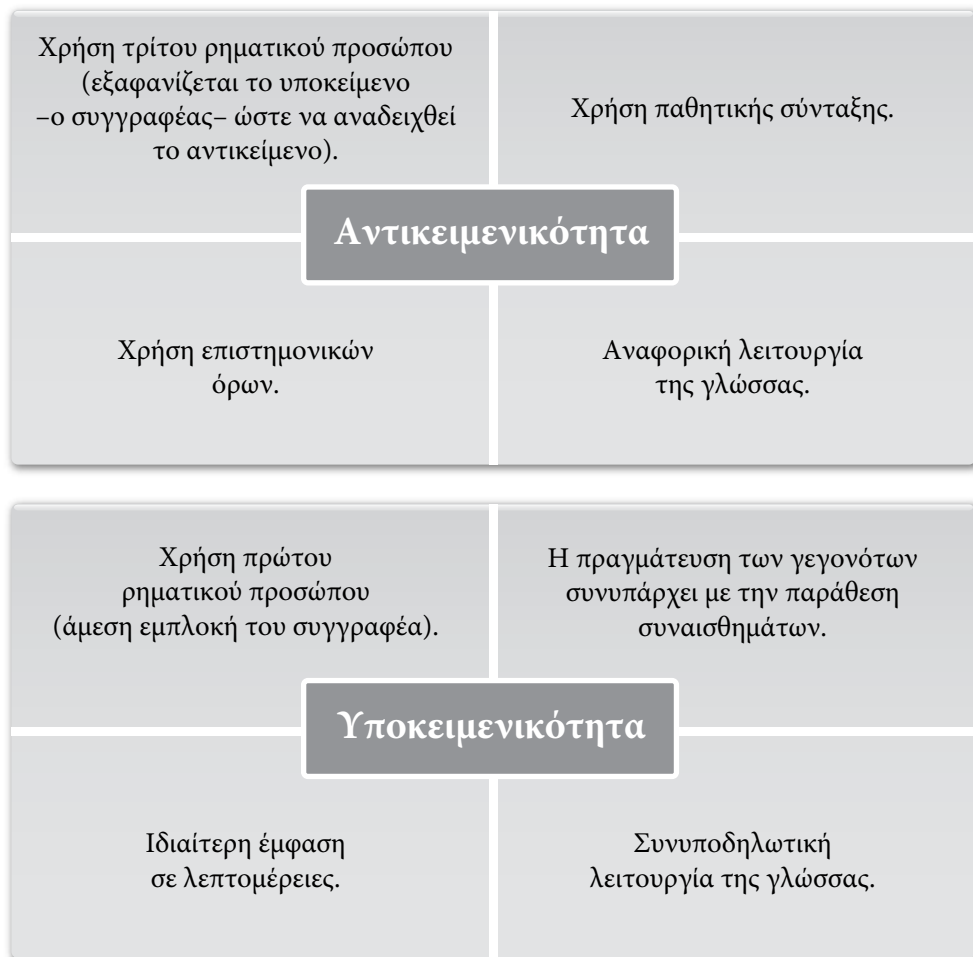 Χρήση τρίτου ρηματικού προσώπου
(εξαφανίζεται το υποκείμενο
–ο συγγραφέας– ώστε να αναδειχθεί
το αντικείμενο).
Χρήση παθητικής σύνταξης.
Αντικειμενικότητα
Χρήση επιστημονικών
όρων.
Αναφορική λειτουργία
της γλώσσας.
Χρήση πρώτου
ρηματικού προσώπου
(άμεση εμπλοκή του συγγραφέα).
Η πραγμάτευση των γεγονότων
συνυπάρχει με την παράθεση
συναισθημάτων.
Υποκειμενικότητα
Ιδιαίτερη έμφαση
σε λεπτομέρειες.
Συνυποδηλωτική
λειτουργία της γλώσσας.